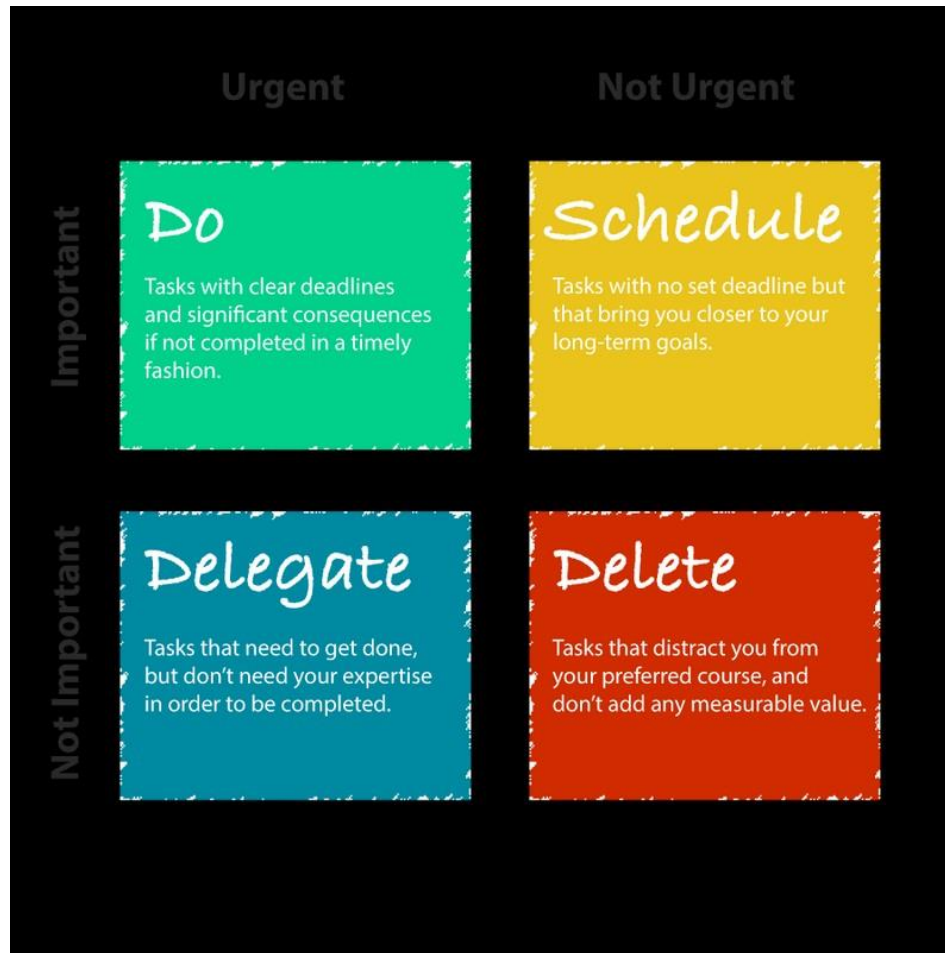 Urgent
Not Urgent
Important
Do
Tasks with clear deadlines
and significant consequences
if not completed in a timely
fashion.
Schedule
Tasks with no set deadline but
that bring you closer to your
long-term goals.
Not Important
Delegate
Tasks that need to get done,
but don’t need your expertise
in order to be completed.
Delete
Tasks that distract you from
your preferred course, and
don’t add any measurable value.